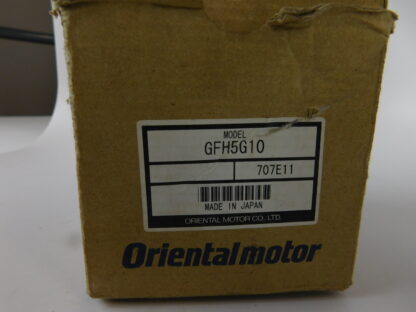 MODEL
GFH5G10
707E11
MADE IN JAPAN
ORIENTAL MOTOR CO., LTD.
Orientalmotor